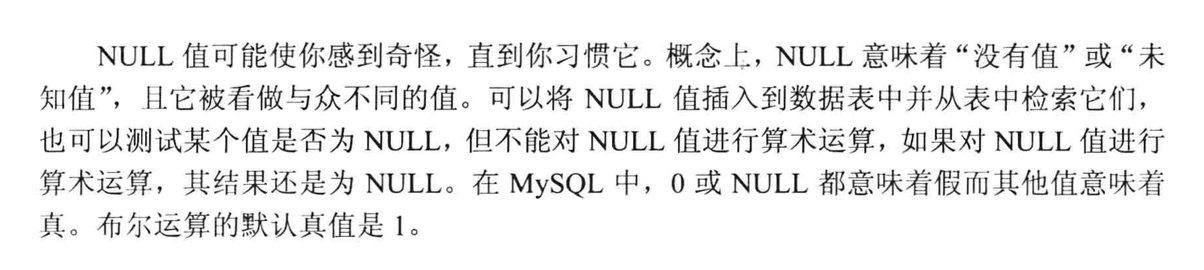 NULL 值可能使你感到奇怪，直到你习惯它。概念上，NULL 意味着“没有值”或“未
知值”，且它被看做与众不同的值。可以将 NULL 值插入到数据表中并从表中检索它们，
也可以测试某个值是否为 NULL，但不能对 NULL 值进行算术运算，如果对 NULL 值进行
算术运算，其结果还是为 NULL。在 MySQL 中，0 或 NULL 都意味着假而其他值意味着
真。布尔运算的默认真值是 1。